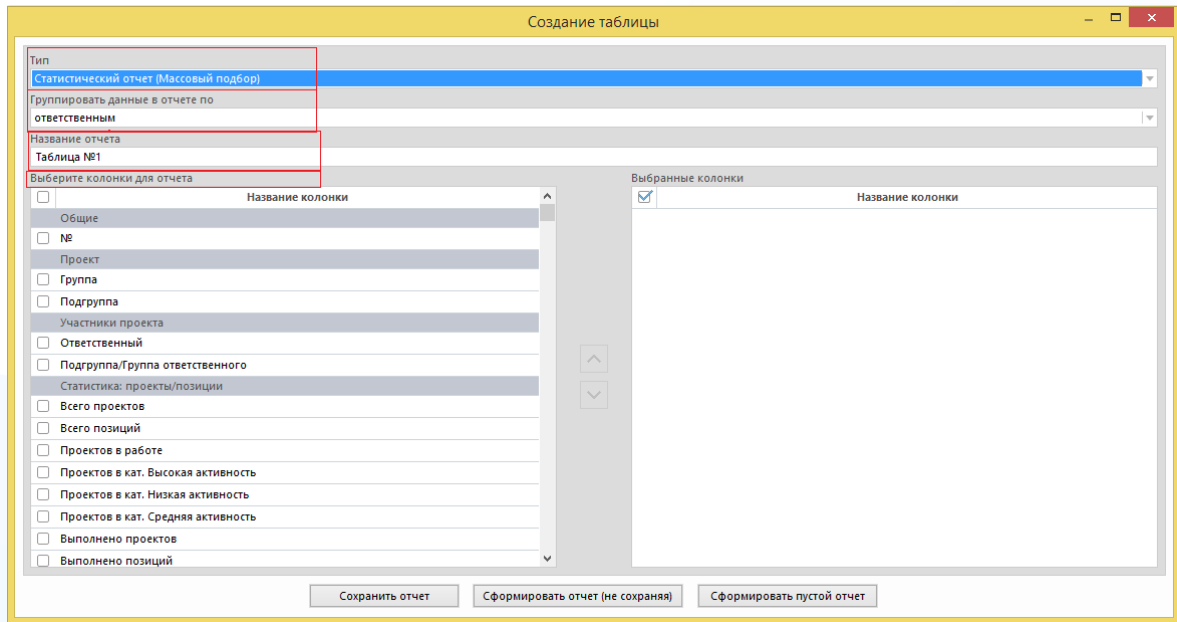 Создание таблицы
Тип
Статистический отчет (Массовый подбор)
Группировать данные в отчете по
ответственным
Название отчета
Таблица №1
Выберите колонки для отчета
Выбранные колонки
Название колонки
Название колонки
Общие
№
Проект
Группа
Подгруппа
Участники проекта
Ответственный
Подгруппа/Группа ответственного
Статистика: проекты/позиции
Всего проектов
Всего позиций
Проектов в работе
Проектов в кат. Высокая активность
Проектов в кат. Низкая активность
Проектов в кат. Средняя активность
Выполнено проектов
Выполнено позиций
Сохранить отчет
Сформировать отчет (не сохраняя)
Сформировать пустой отчет